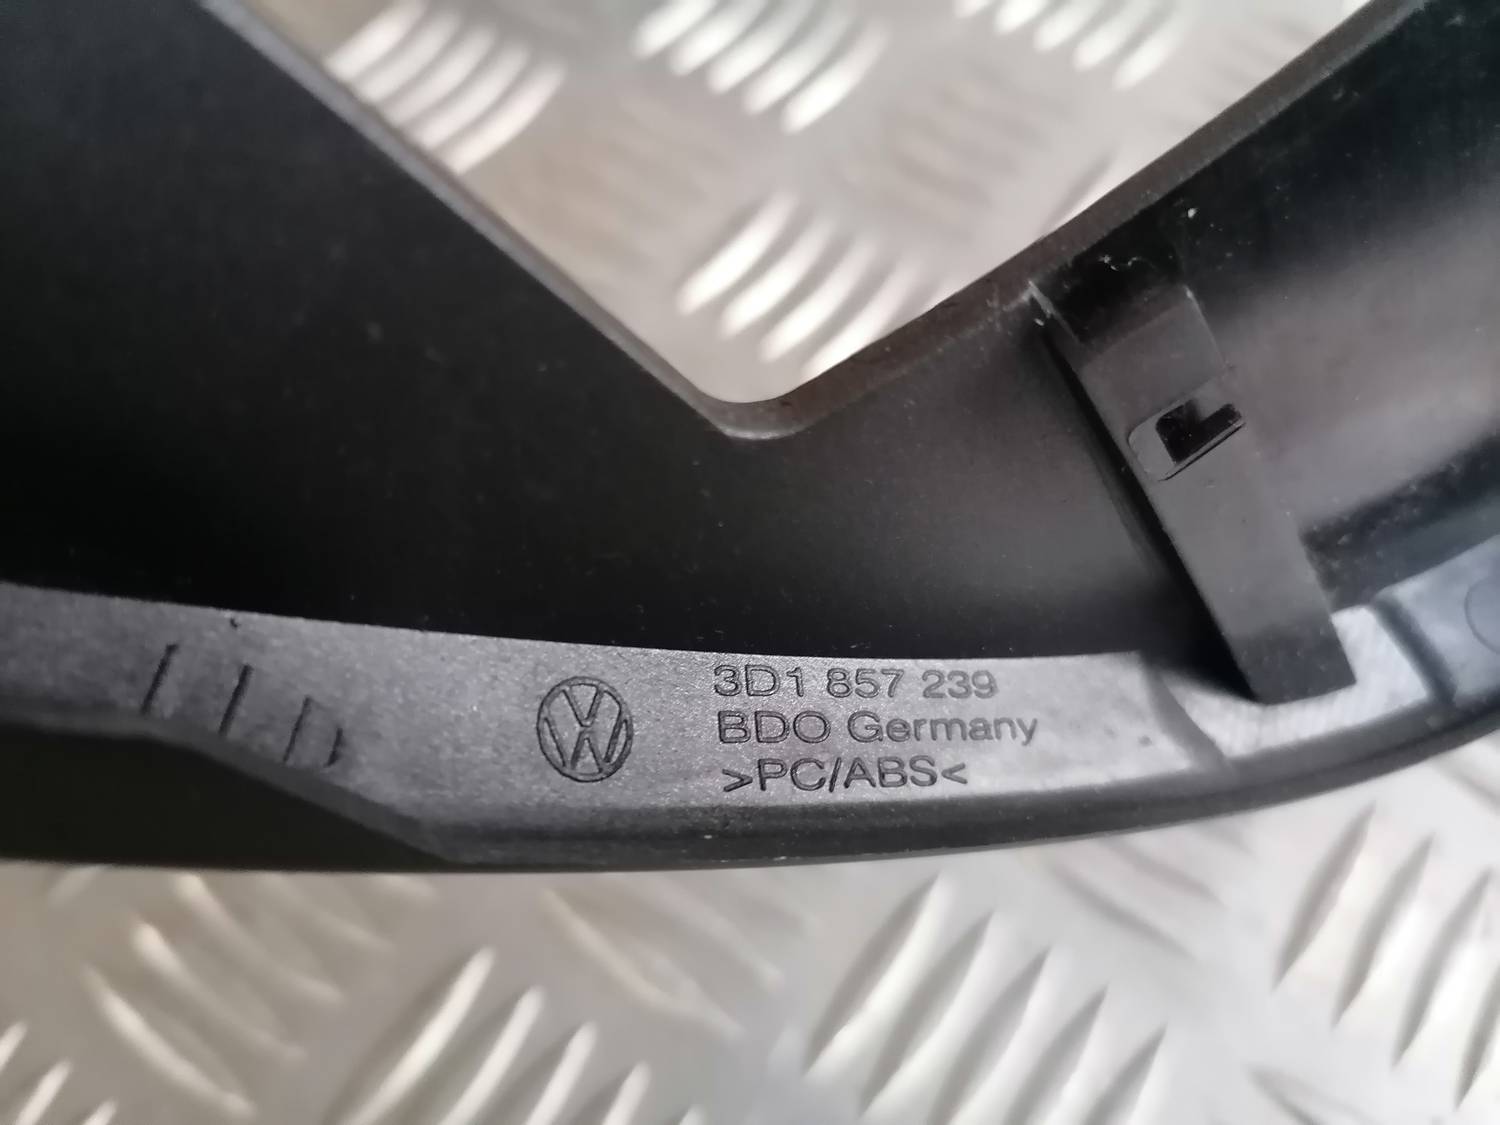 3D1 857 239
BDO Germany
>PC/ABS<